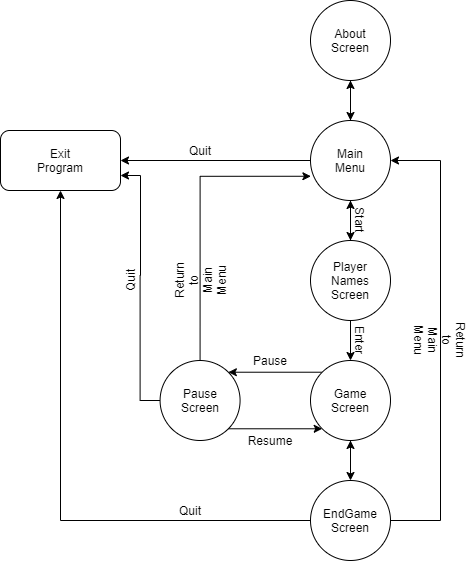 About
Screen
Exit
Program
Quit
Main
Menu
Start
Quit
Return
to
Main
Menu
Player
Names
Screen
Return
to
Main
Menu
Enter
Pause
Pause
Screen
Game
Screen
Resume
Quit
EndGame
Screen